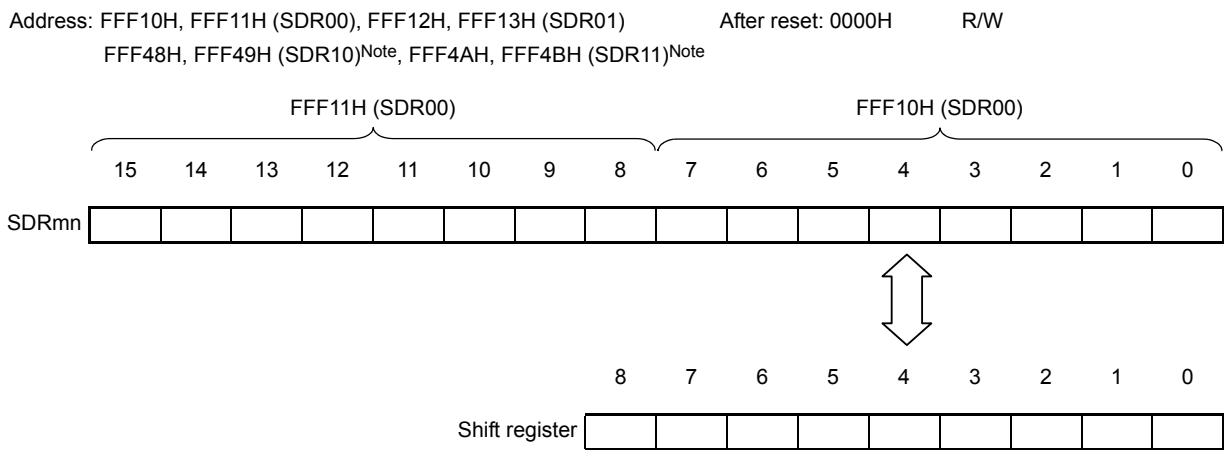 Address: FFF10H, FFF11H (SDR00), FFF12H, FFF13H (SDR01) After reset: 0000H R/W
FFF48H, FFF49H (SDR10)Note, FFF4AH, FFF4BH (SDR11)Note
FFF11H (SDR00) FFF10H (SDR00)
15 14 13 12 11 10 9 8 7 6 5 4 3 2 1 0
SDRmn
8 7 6 5 4 3 2 1 0
Shift register